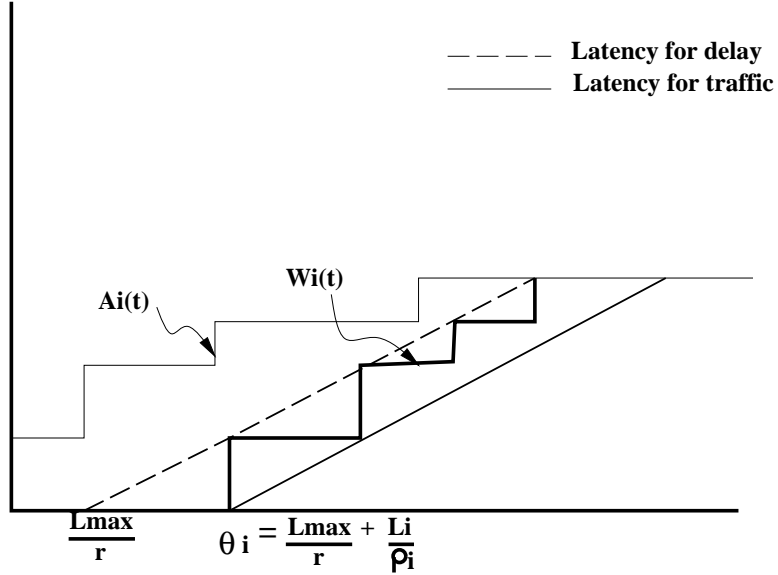 Latency for delay
Latency for traffic
Wi(t)
Ai(t)
Lmax
r
θ i = Lmax / r + Li / ρi